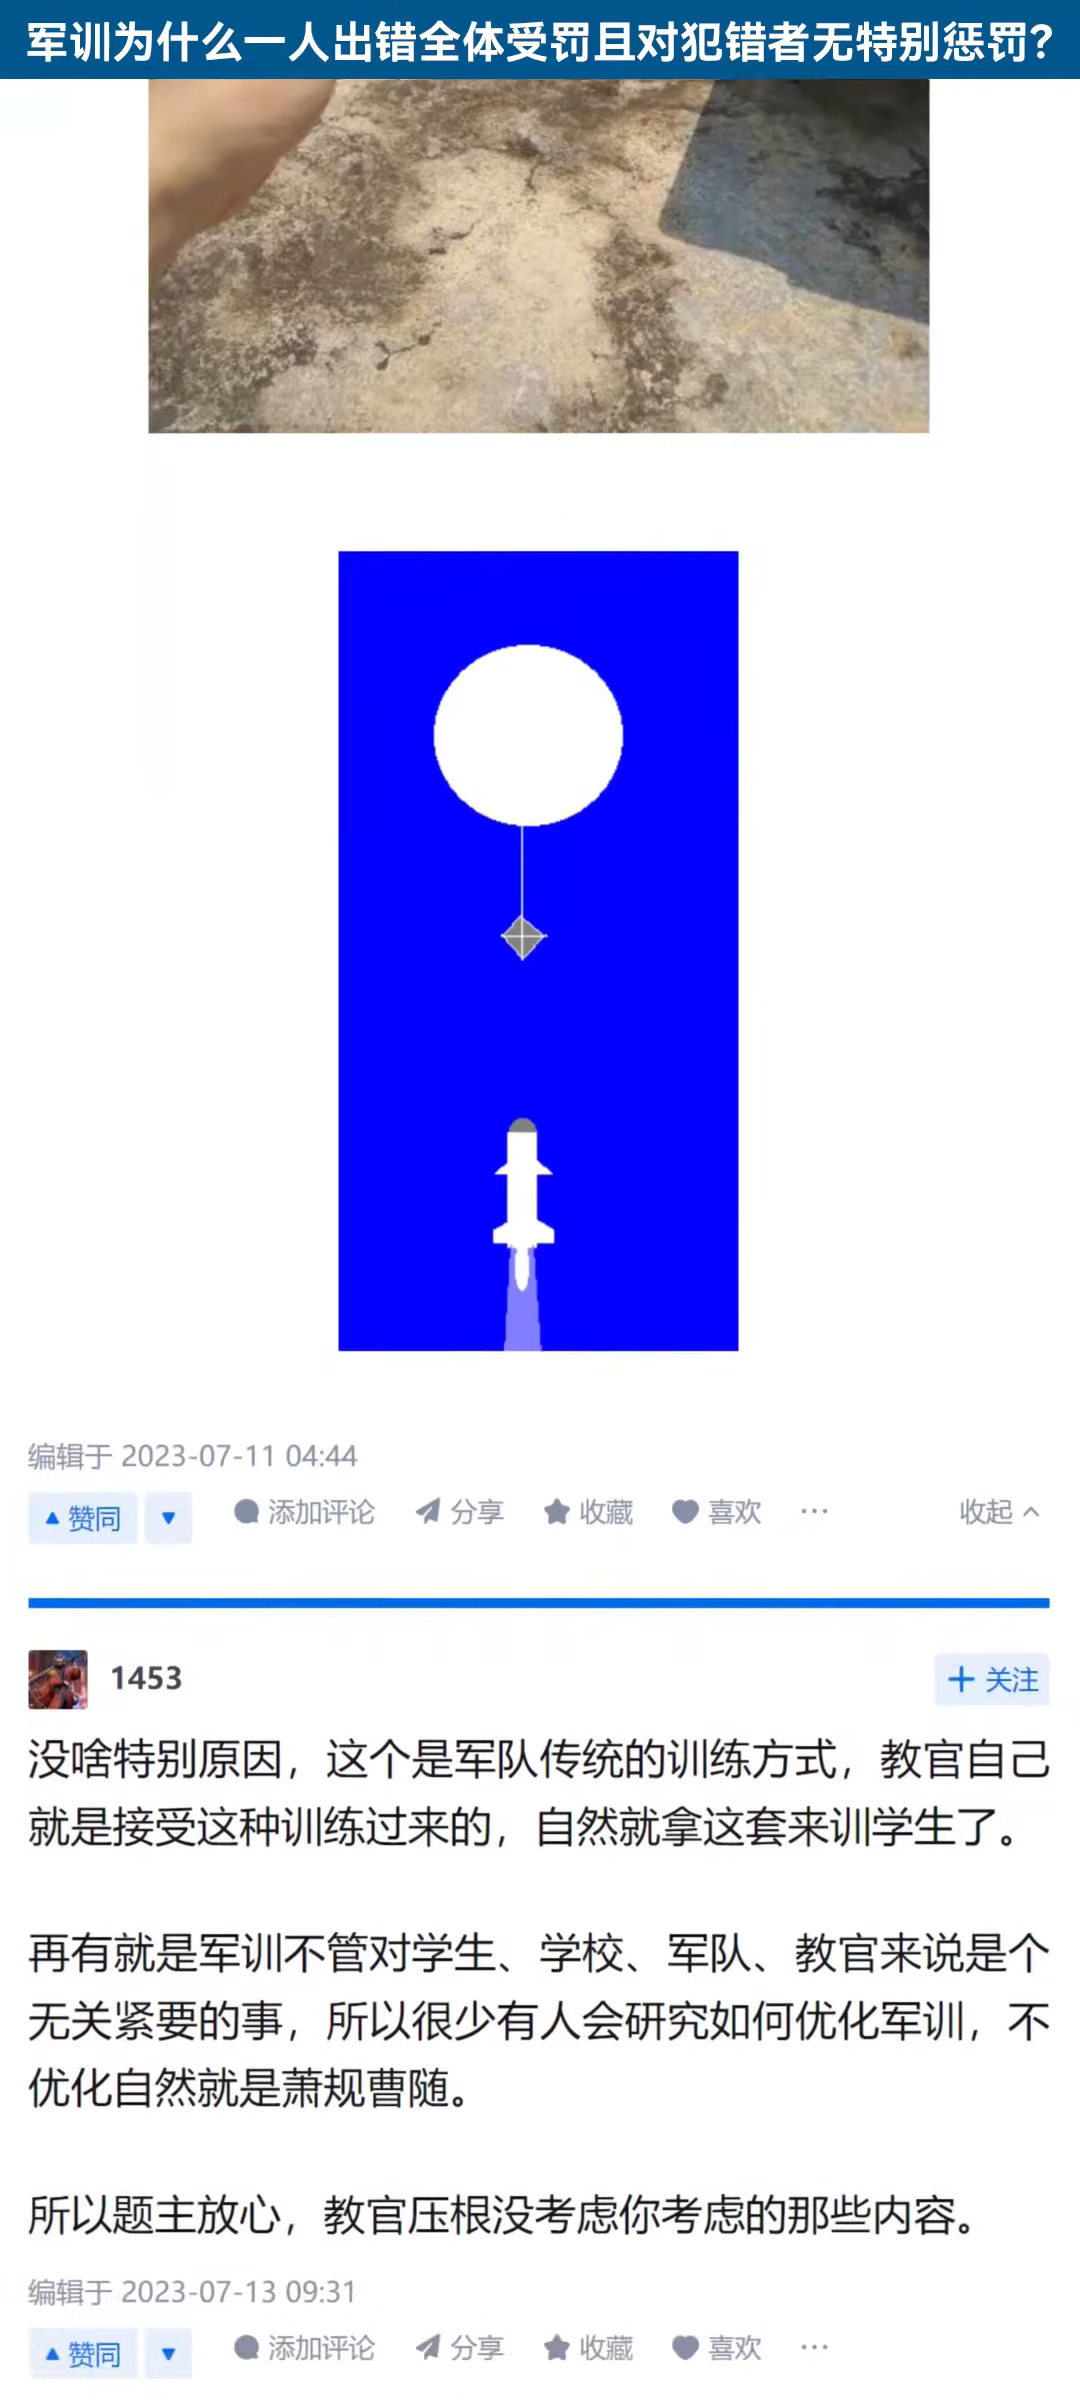 军训为什么一人出错全体受罚且对犯错者无特别惩罚？
编辑于 2023-07-11 04:44
▲ 赞同 ▼ 添加评论 分享 收藏 喜欢 ··· 收起
1453 + 关注
没啥特别原因，这个是军队传统的训练方式，教官自己
就是接受这种训练过来的，自然就拿这套来训学生了。
再有就是军训不管对学生、学校、军队、教官来说是个
无关紧要的事，所以很少有人会研究如何优化军训，不
优化自然就是萧规曹随。
所以题主放心，教官压根没考虑你考虑的那些内容。
编辑于 2023-07-13 09:31
▲ 赞同 ▼ 添加评论 分享 收藏 喜欢 ···